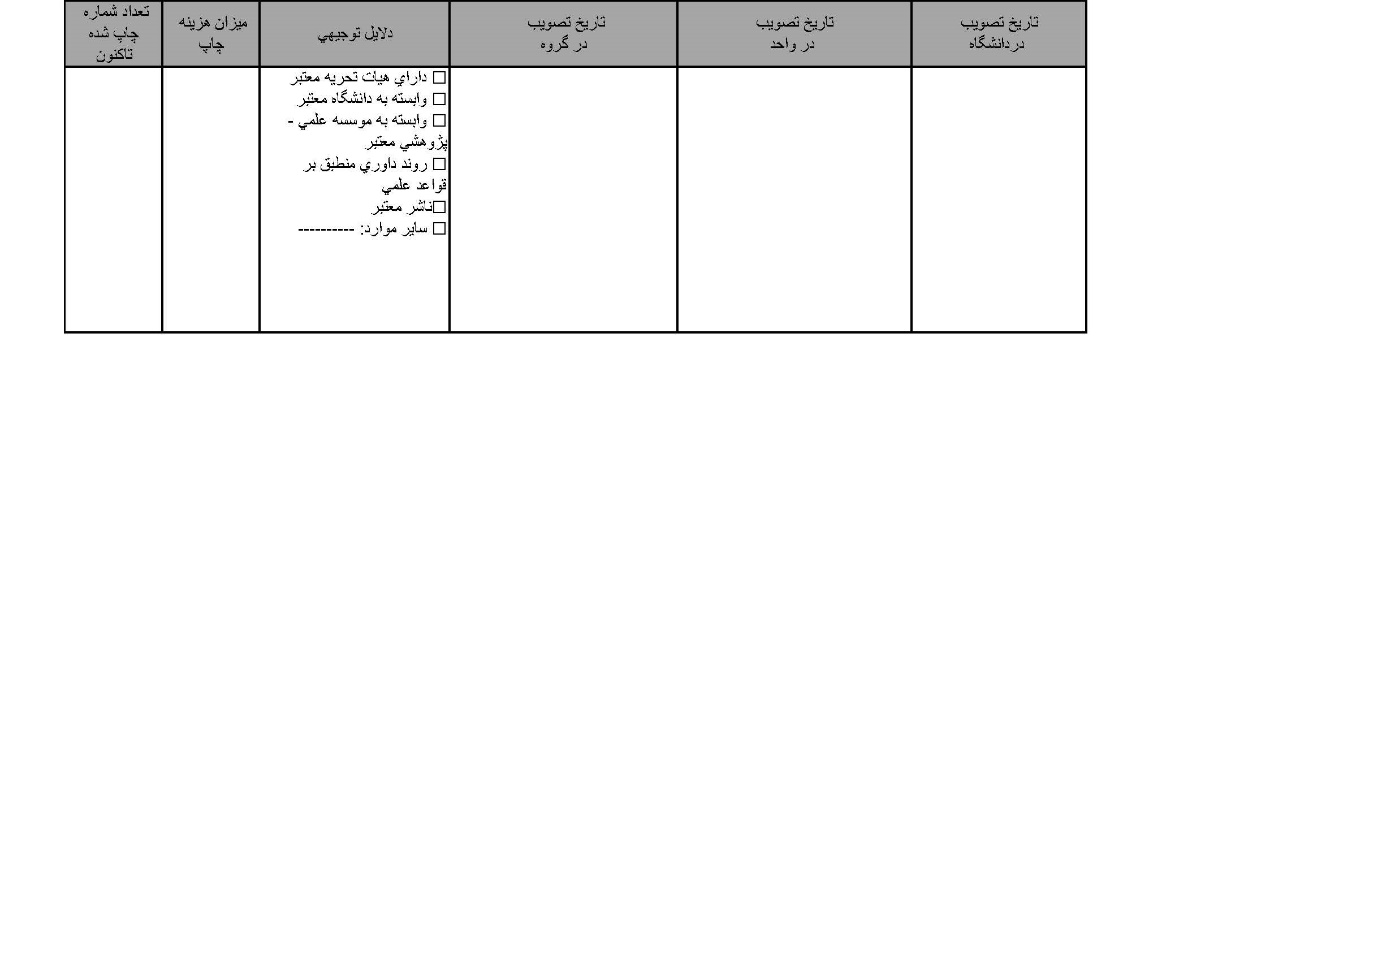 تاريخ تصويب
دردانشگاه
تاريخ تصويب
در واحد
تاريخ تصويب
در گروه
دلايل توجيهي
ميزان هزينه
چاپ
تعداد شماره
چاپ شده
تاكنون
□ داراي هيات تحريه معتبر
□ وابسته به دانشگاه معتبر
□ وابسته به موسسه علمي -
پژوهشي معتبر
□ روند داوري منطبق بر
قواعد علمي
□ناشر معتبر
□ ساير موارد: ----------